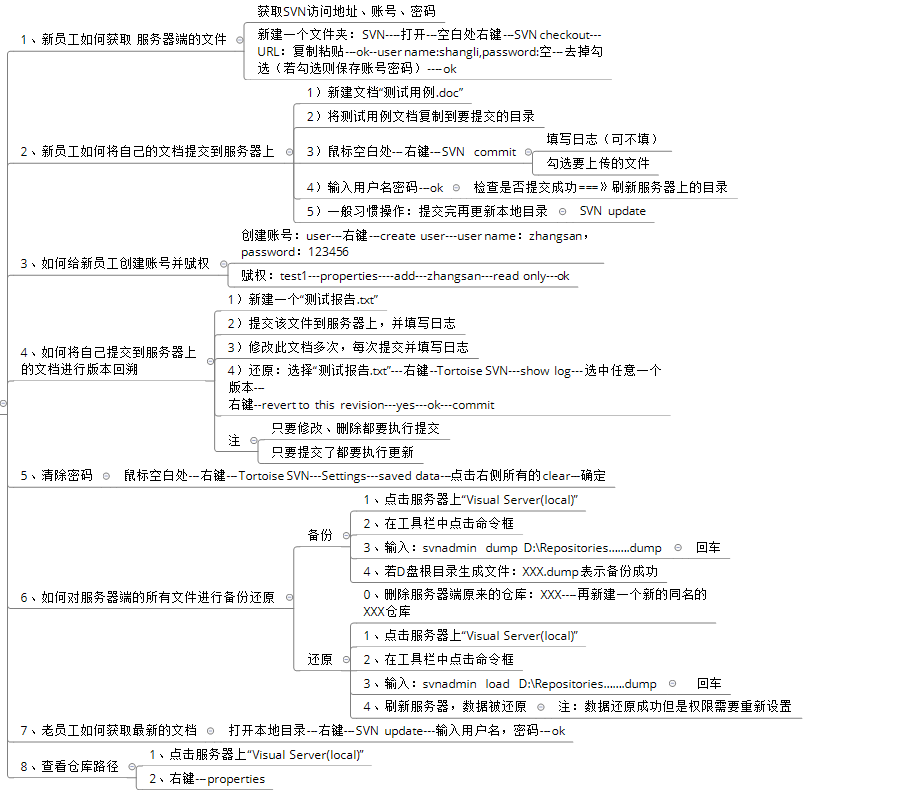 1、新员工如何获取 服务器端的文件
获取SVN访问地址、账号、密码
新建一个文件夹：SVN----打开---空白处右键---SVN checkout---
URL：复制粘贴---ok--user name:shangli,password:空---去掉勾
选（若勾选则保存账号密码）----ok
2、新员工如何将自己的文档提交到服务器上
1）新建文档“测试用例.doc”
2）将测试用例文档复制到要提交的目录
3）鼠标空白处---右键---SVN commit
填写日志（可不填）
勾选要上传的文件
4）输入用户名密码---ok
检查是否提交成功===》刷新服务器上的目录
5）一般习惯操作：提交完再更新本地目录
SVN update
3、如何给新员工创建账号并赋权
创建账号：user---右键---create user---user name：zhangsan，
password：123456
赋权：test1---properties----add---zhangsan---read only---ok
4、如何将自己提交到服务器上
的文档进行版本回溯
1）新建一个“测试报告.txt”
2）提交该文件到服务器上，并填写日志
3）修改此文档多次，每次提交并填写日志
4）还原：选择“测试报告.txt”---右键--Tortoise SVN---show log---选中任意一个
版本---
右键--revert to this revision---yes---ok---commit
注
只要修改、删除都要执行提交
只要提交了都要执行更新
5、清除密码
鼠标空白处---右键---Tortoise SVN---Settings---saved data---点击右侧所有的clear---确定
6、如何对服务器端的所有文件进行备份还原
备份
1、点击服务器上“Visual Server(local)”
2、在工具栏中点击命令框
3、输入：svnadmin dump D:\Repositories.......dump
回车
4、若D盘根目录生成文件：XXX.dump表示备份成功
还原
0、删除服务器端原来的仓库：XXX----再新建一个新的同名的
XXX仓库
1、点击服务器上“Visual Server(local)”
2、在工具栏中点击命令框
3、输入：svnadmin load D:\Repositories.......dump
回车
4、刷新服务器，数据被还原
注：数据还原成功但是权限需要重新设置
7、老员工如何获取最新的文档
打开本地目录---右键---SVN update---输入用户名，密码---ok
8、查看仓库路径
1、点击服务器上“Visual Server(local)”
2、右键---properties